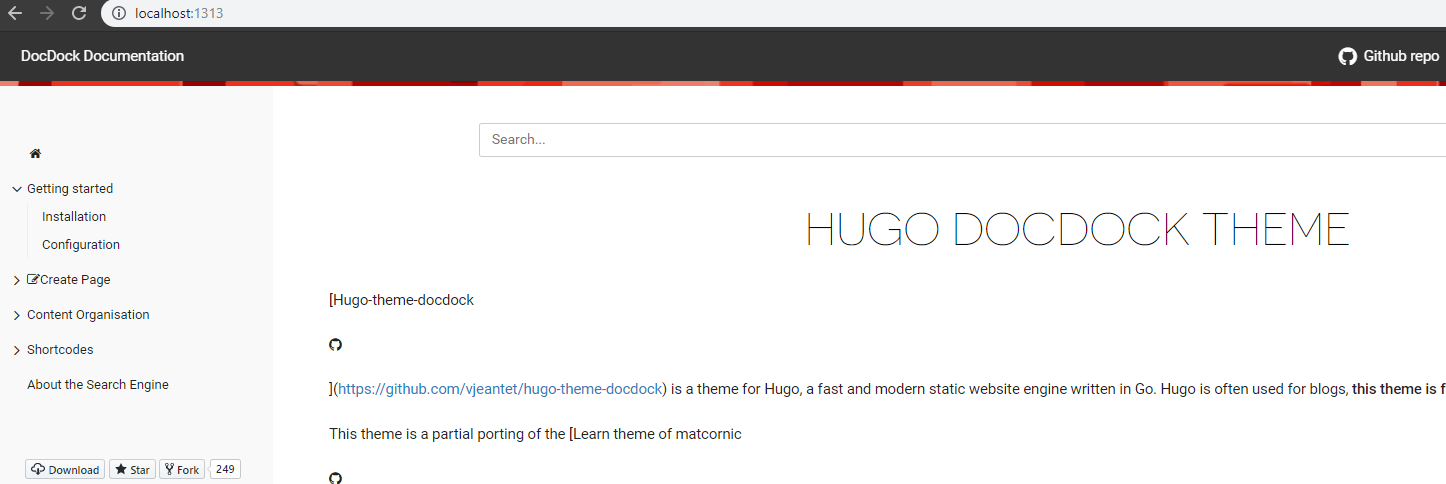 localhost:1313
DocDock Documentation
Github repo
Search...
Getting started
Installation
Configuration
Create Page
Content Organisation
Shortcodes
About the Search Engine
Download
Star
Fork
249
HUGO DOCDOCK THEME
[Hugo-theme-docdock
](https://github.com/vjeantet/hugo-theme-docdock) is a theme for Hugo, a fast and modern static website engine written in Go. Hugo is often used for blogs, this theme is f
This theme is a partial porting of the [Learn theme of matcornic